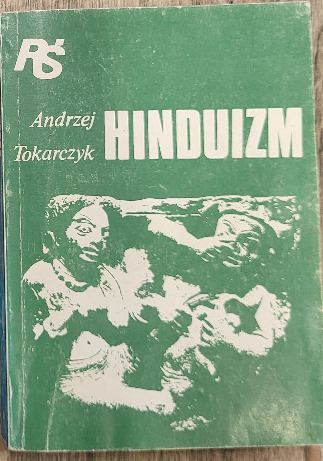 RŚ
Andrzej
Tokarczyk
HINDUIZM